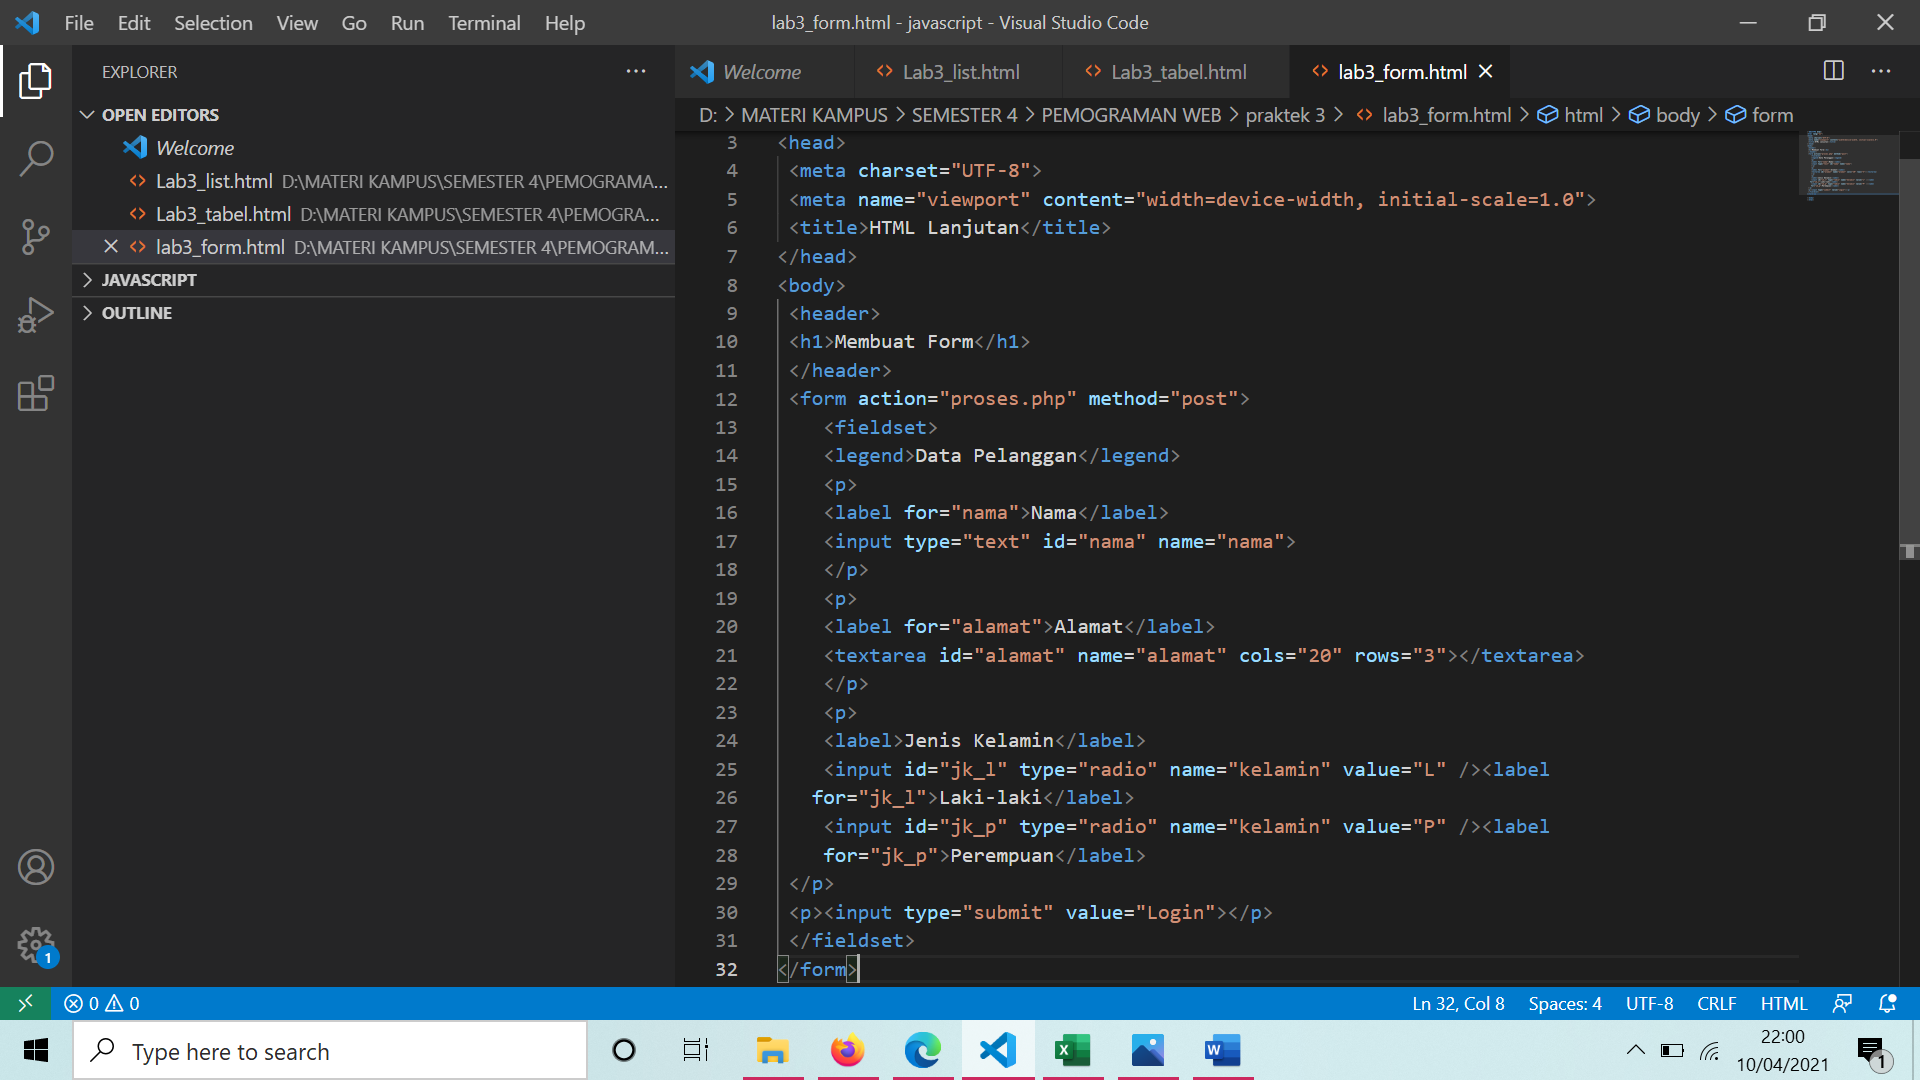 File Edit Selection View Go Run Terminal Help
lab3_form.html - javascript - Visual Studio Code
EXPLORER
OPEN EDITORS
Welcome
Lab3_list.html D:\MATERI KAMPUS\SEMESTER 4\PEMOGRAMA...
Lab3_tabel.html D:\MATERI KAMPUS\SEMESTER 4\PEMOGRA...
lab3_form.html D:\MATERI KAMPUS\SEMESTER 4\PEMOGRAM...
JAVASCRIPT
OUTLINE
Welcome Lab3_list.html Lab3_tabel.html lab3_form.html
D: > MATERI KAMPUS > SEMESTER 4 > PEMOGRAMAN WEB > praktek 3 > lab3_form.html > html > body > form
3 <head>
4 <meta charset="UTF-8">
5 <meta name="viewport" content="width=device-width, initial-scale=1.0">
6 <title>HTML Lanjutan</title>
7 </head>
8 <body>
9 <header>
10 <h1>Membuat Form</h1>
11 </header>
12 <form action="proses.php" method="post">
13 <fieldset>
14 <legend>Data Pelanggan</legend>
15 <p>
16 <label for="nama">Nama</label>
17 <input type="text" id="nama" name="nama">
18 </p>
19 <p>
20 <label for="alamat">Alamat</label>
21 <textarea id="alamat" name="alamat" cols="20" rows="3"></textarea>
22 </p>
23 <p>
24 <label>Jenis Kelamin</label>
25 <input id="jk_l" type="radio" name="kelamin" value="L" /><label
26 for="jk_l">Laki-laki</label>
27 <input id="jk_p" type="radio" name="kelamin" value="P" /><label
28 for="jk_p">Perempuan</label>
29 </p>
30 <p><input type="submit" value="Login"></p>
31 </fieldset>
32 </form>
1
0 0
Ln 32, Col 8 Spaces: 4 UTF-8 CRLF HTML
Type here to search
22:00
10/04/2021
1